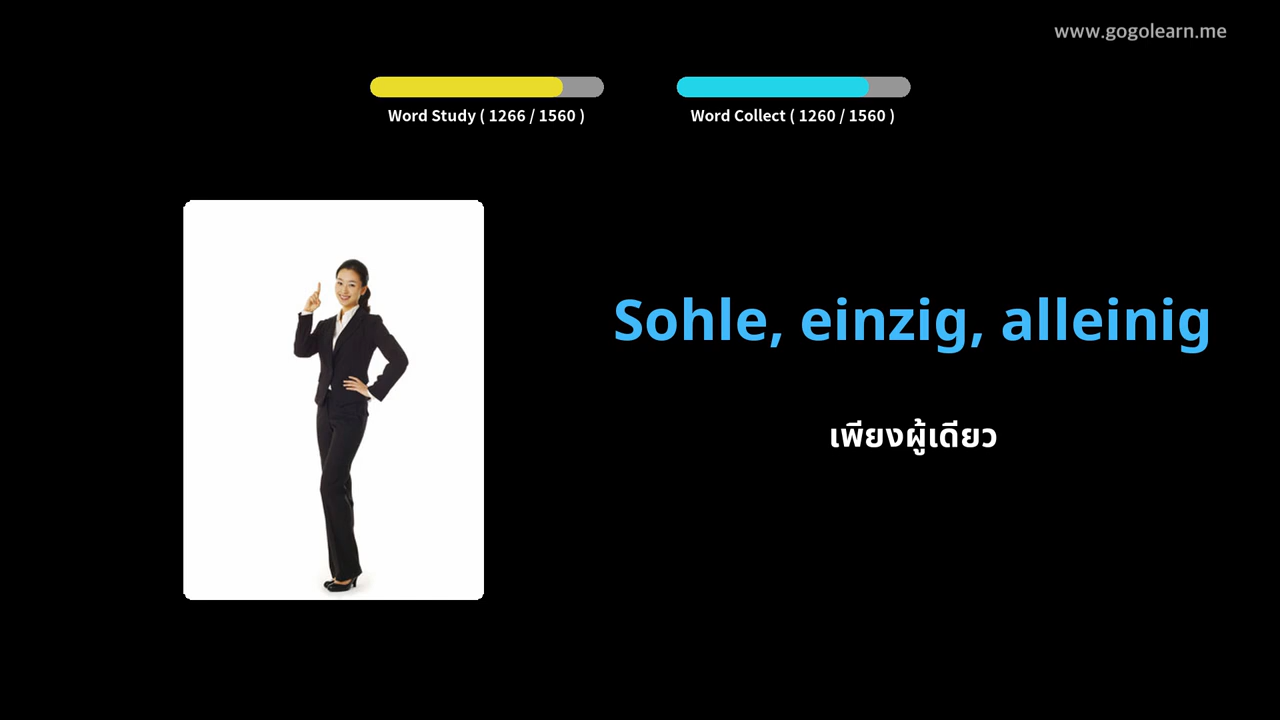 www.gogolearn.me
Word Study ( 1266 / 1560 )
Word Collect ( 1260 / 1560 )
Sohle, einzig, alleinig
เพียงผู้เดียว